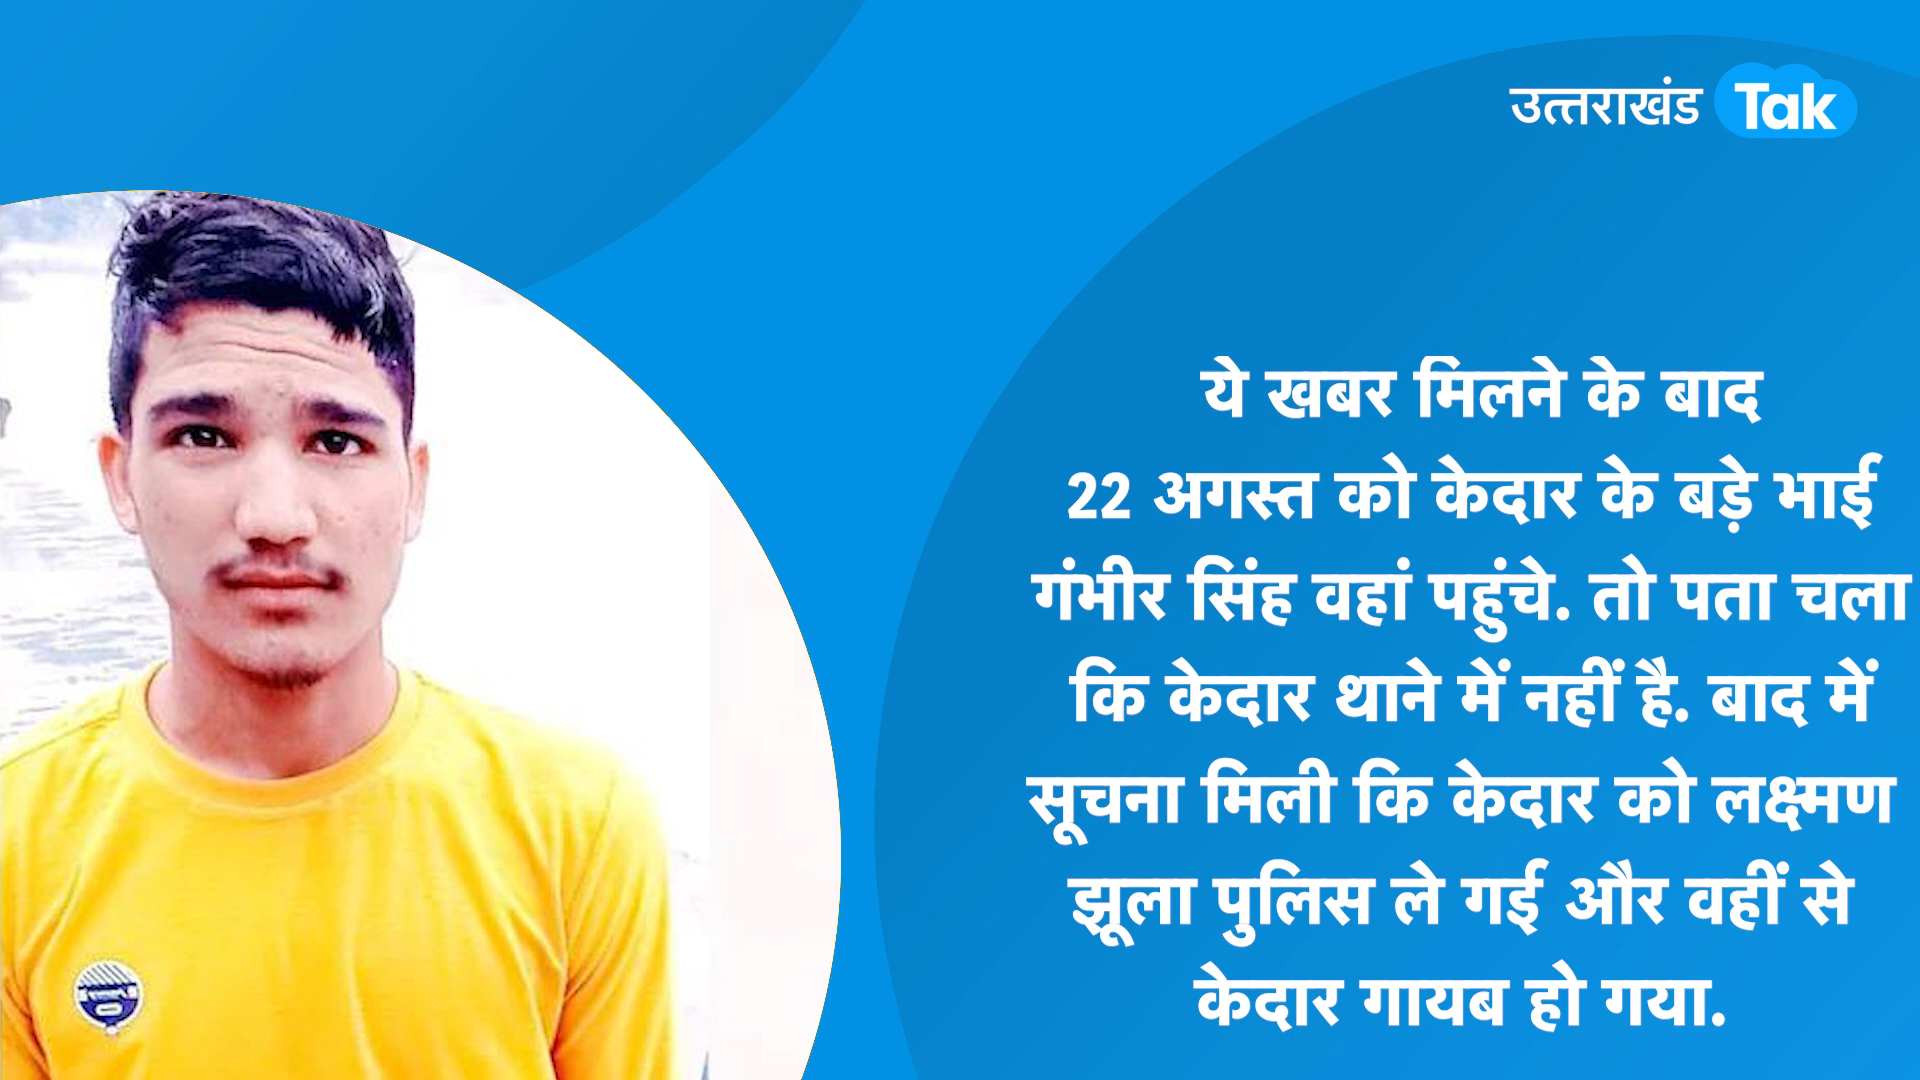 उत्तराखंड Tak
ये खबर मिलने के बाद
22 अगस्त को केदार के बड़े भाई
गंभीर सिंह वहां पहुंचे. तो पता चला
कि केदार थाने में नहीं है. बाद में
सूचना मिली कि केदार को लक्ष्मण
झूला पुलिस ले गई और वहीं से
केदार गायब हो गया.